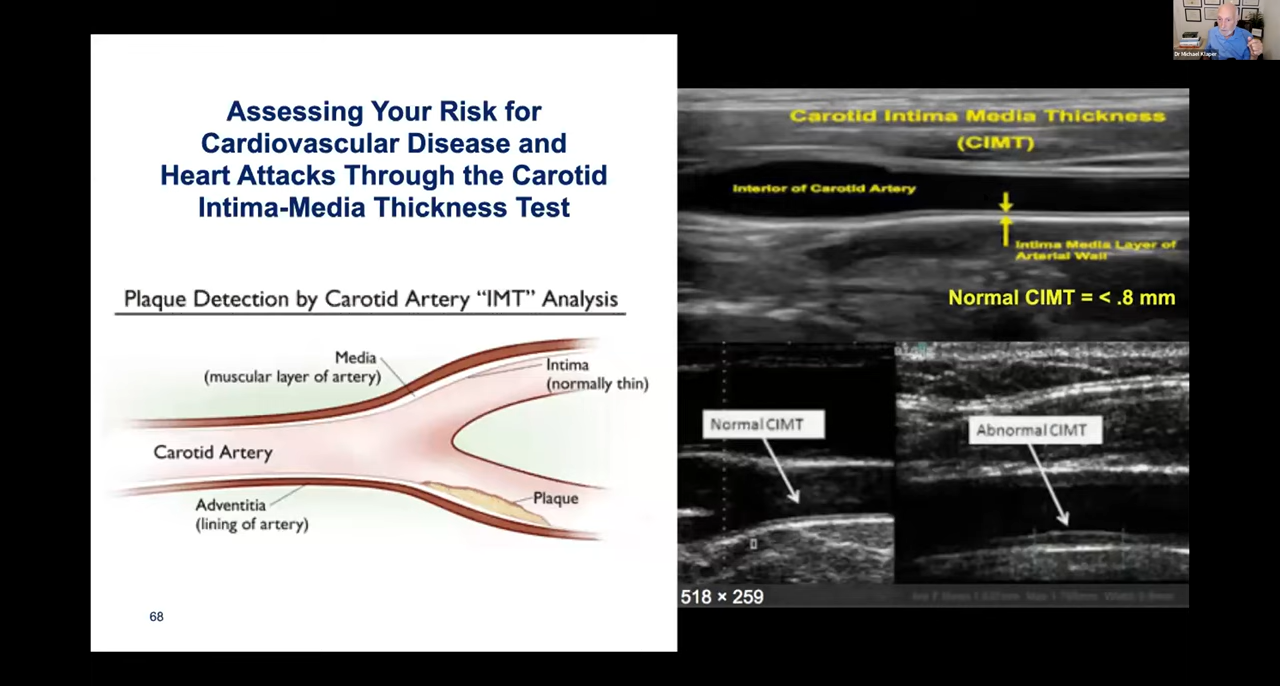 Dr Michael Klaper
Assessing Your Risk for
Cardiovascular Disease and
Heart Attacks Through the Carotid
Intima-Media Thickness Test
Plaque Detection by Carotid Artery “IMT” Analysis
Media
(muscular layer of artery)
Intima
(normally thin)
Carotid Artery
Plaque
Adventitia
(lining of artery)
68
Carotid Intima Media Thickness
(CIMT)
Interior of Carotid Artery
Intima Media Layer of
Arterial Wall
Normal CIMT = < .8 mm
Normal CIMT
Abnormal CIMT
518 × 259